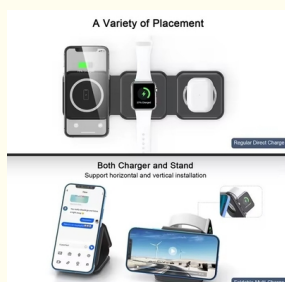 A Variety of Placement
Regular Direct Charge
Both Charger and Stand
Support horizontal and vertical installation